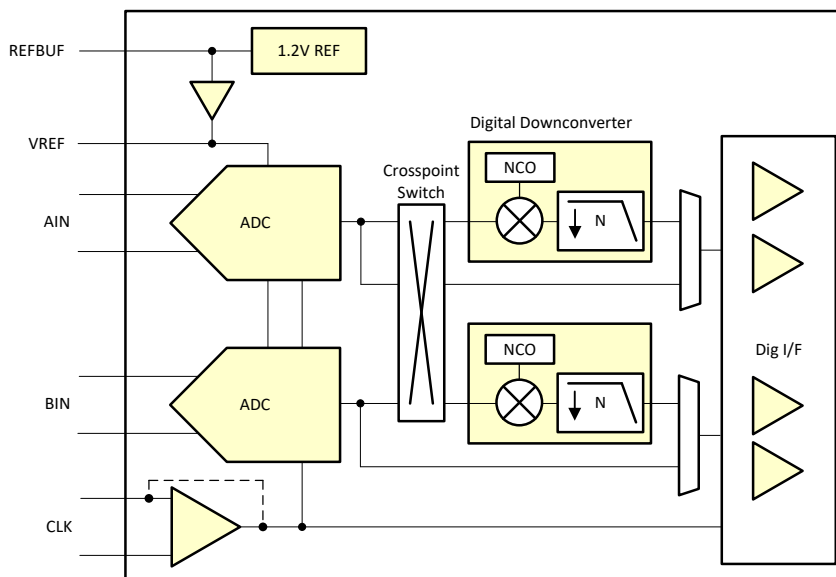 REFBUF
1.2V REF
VREF
Digital Downconverter
Crosspoint
Switch
NCO
AIN
ADC
N
NCO
Dig I/F
BIN
ADC
N
CLK